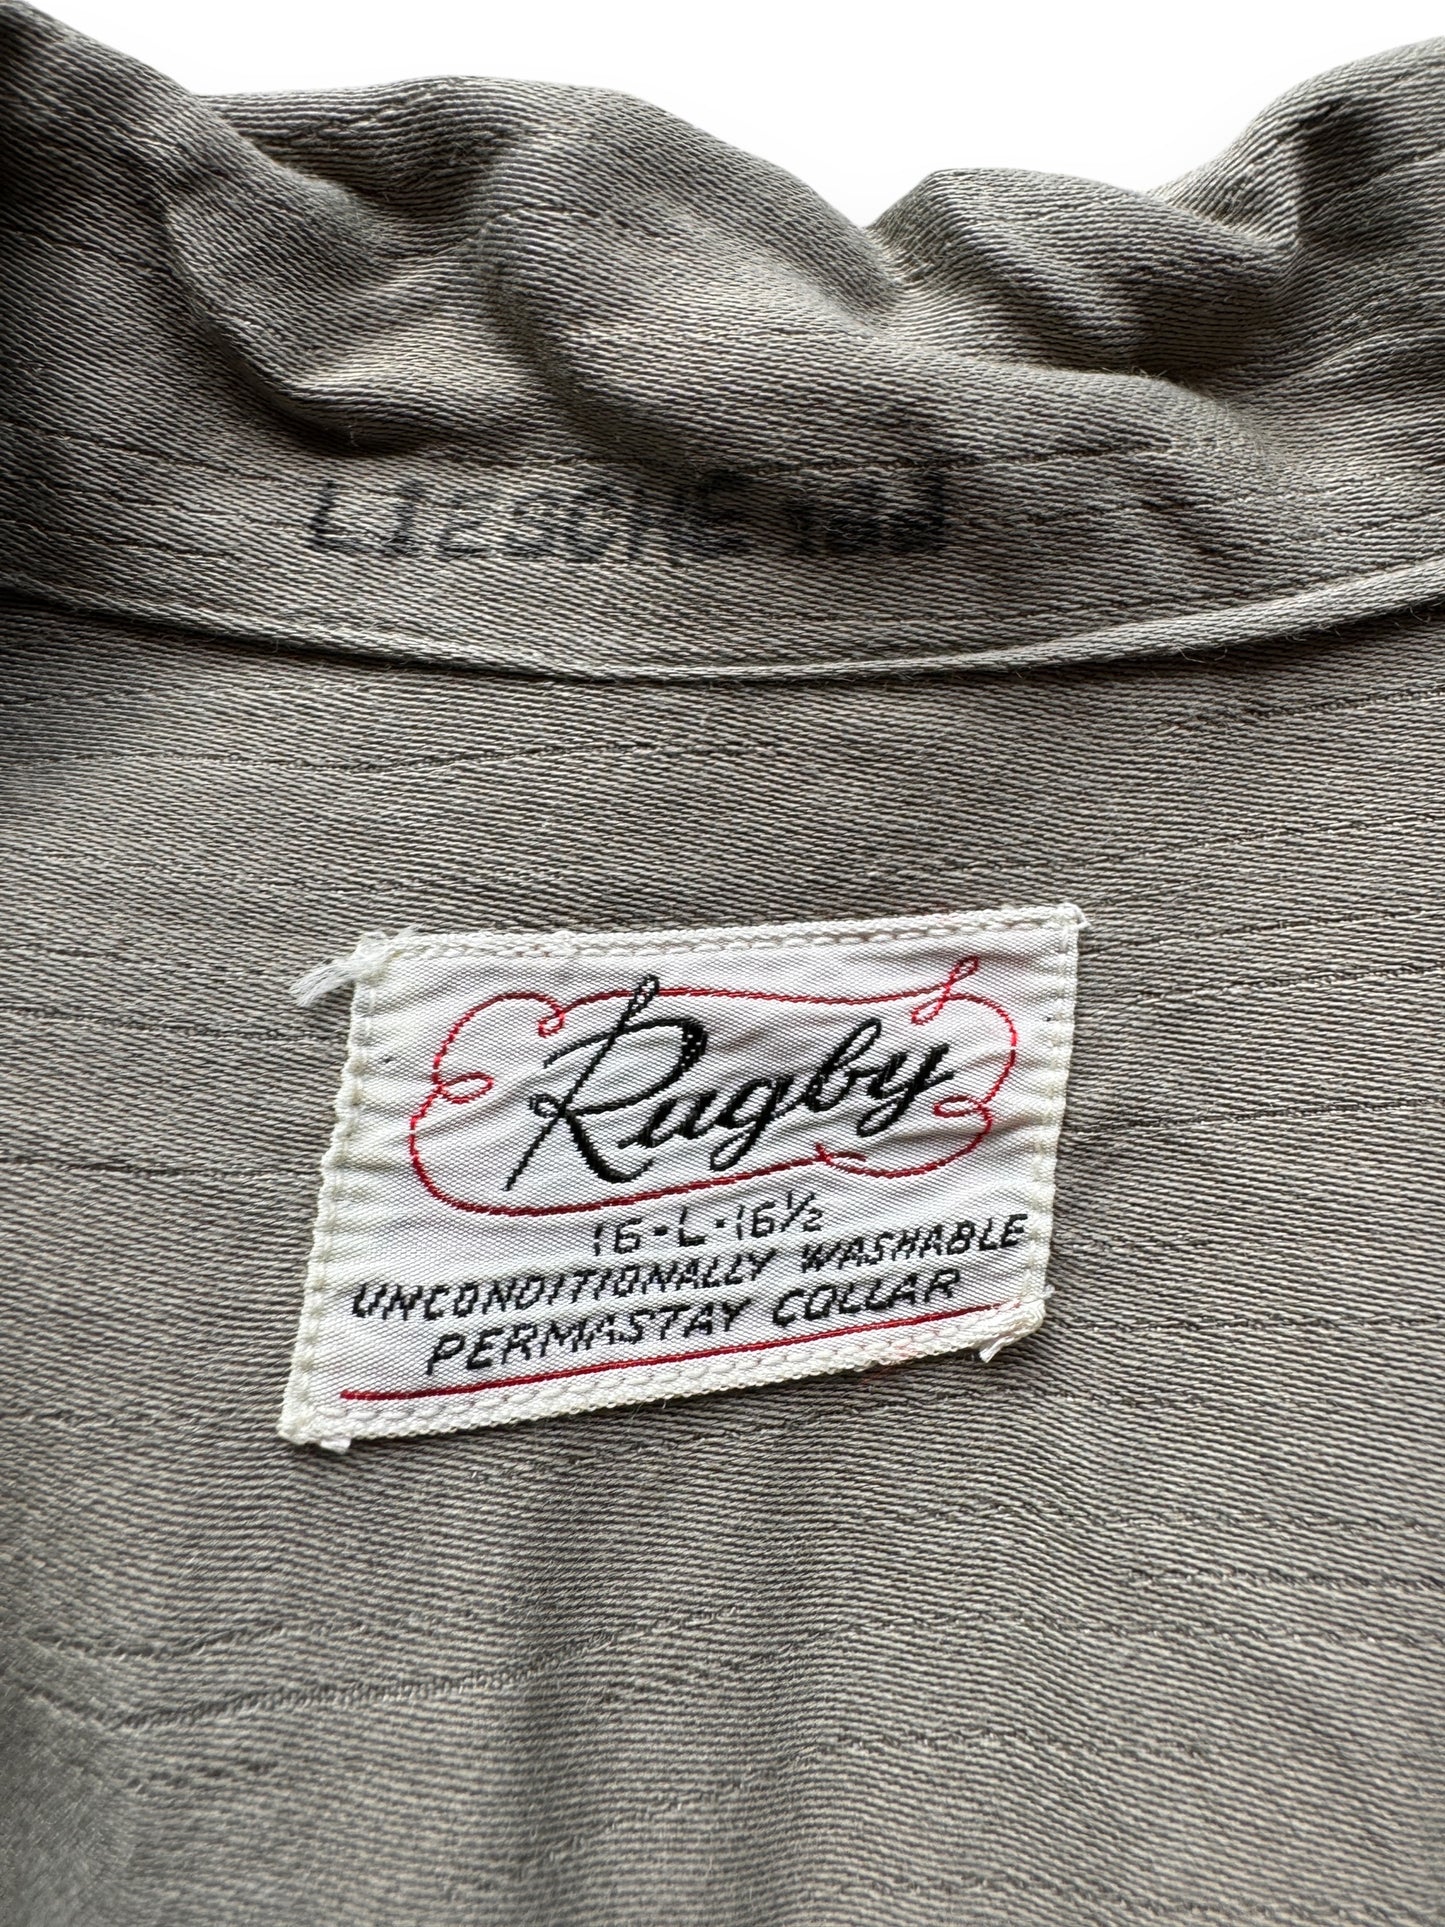 Rugby
16-L-16½
UNCONDITIONALLY WASHABLE
PERMASTAY COLLAR